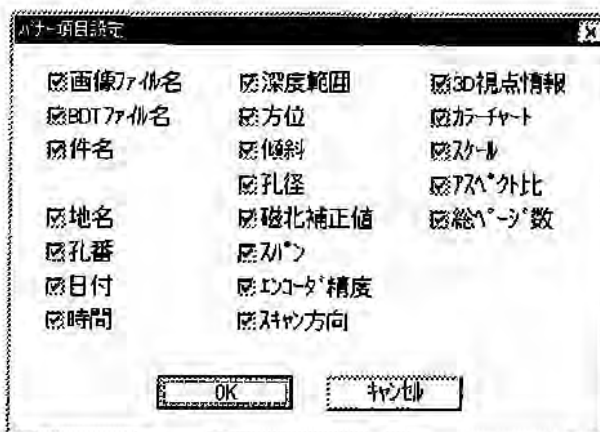 バナー項目設定
画像ファイル名 深度範囲 3D視点情報
BDTファイル名 方位 カラーチャート
件名 傾斜 スケール
孔径 アスペクト比
地名 磁北補正値 総ページ数
孔番 スパン
日付 エンコーダ精度
時間 スキャン方向
OK キャンセル